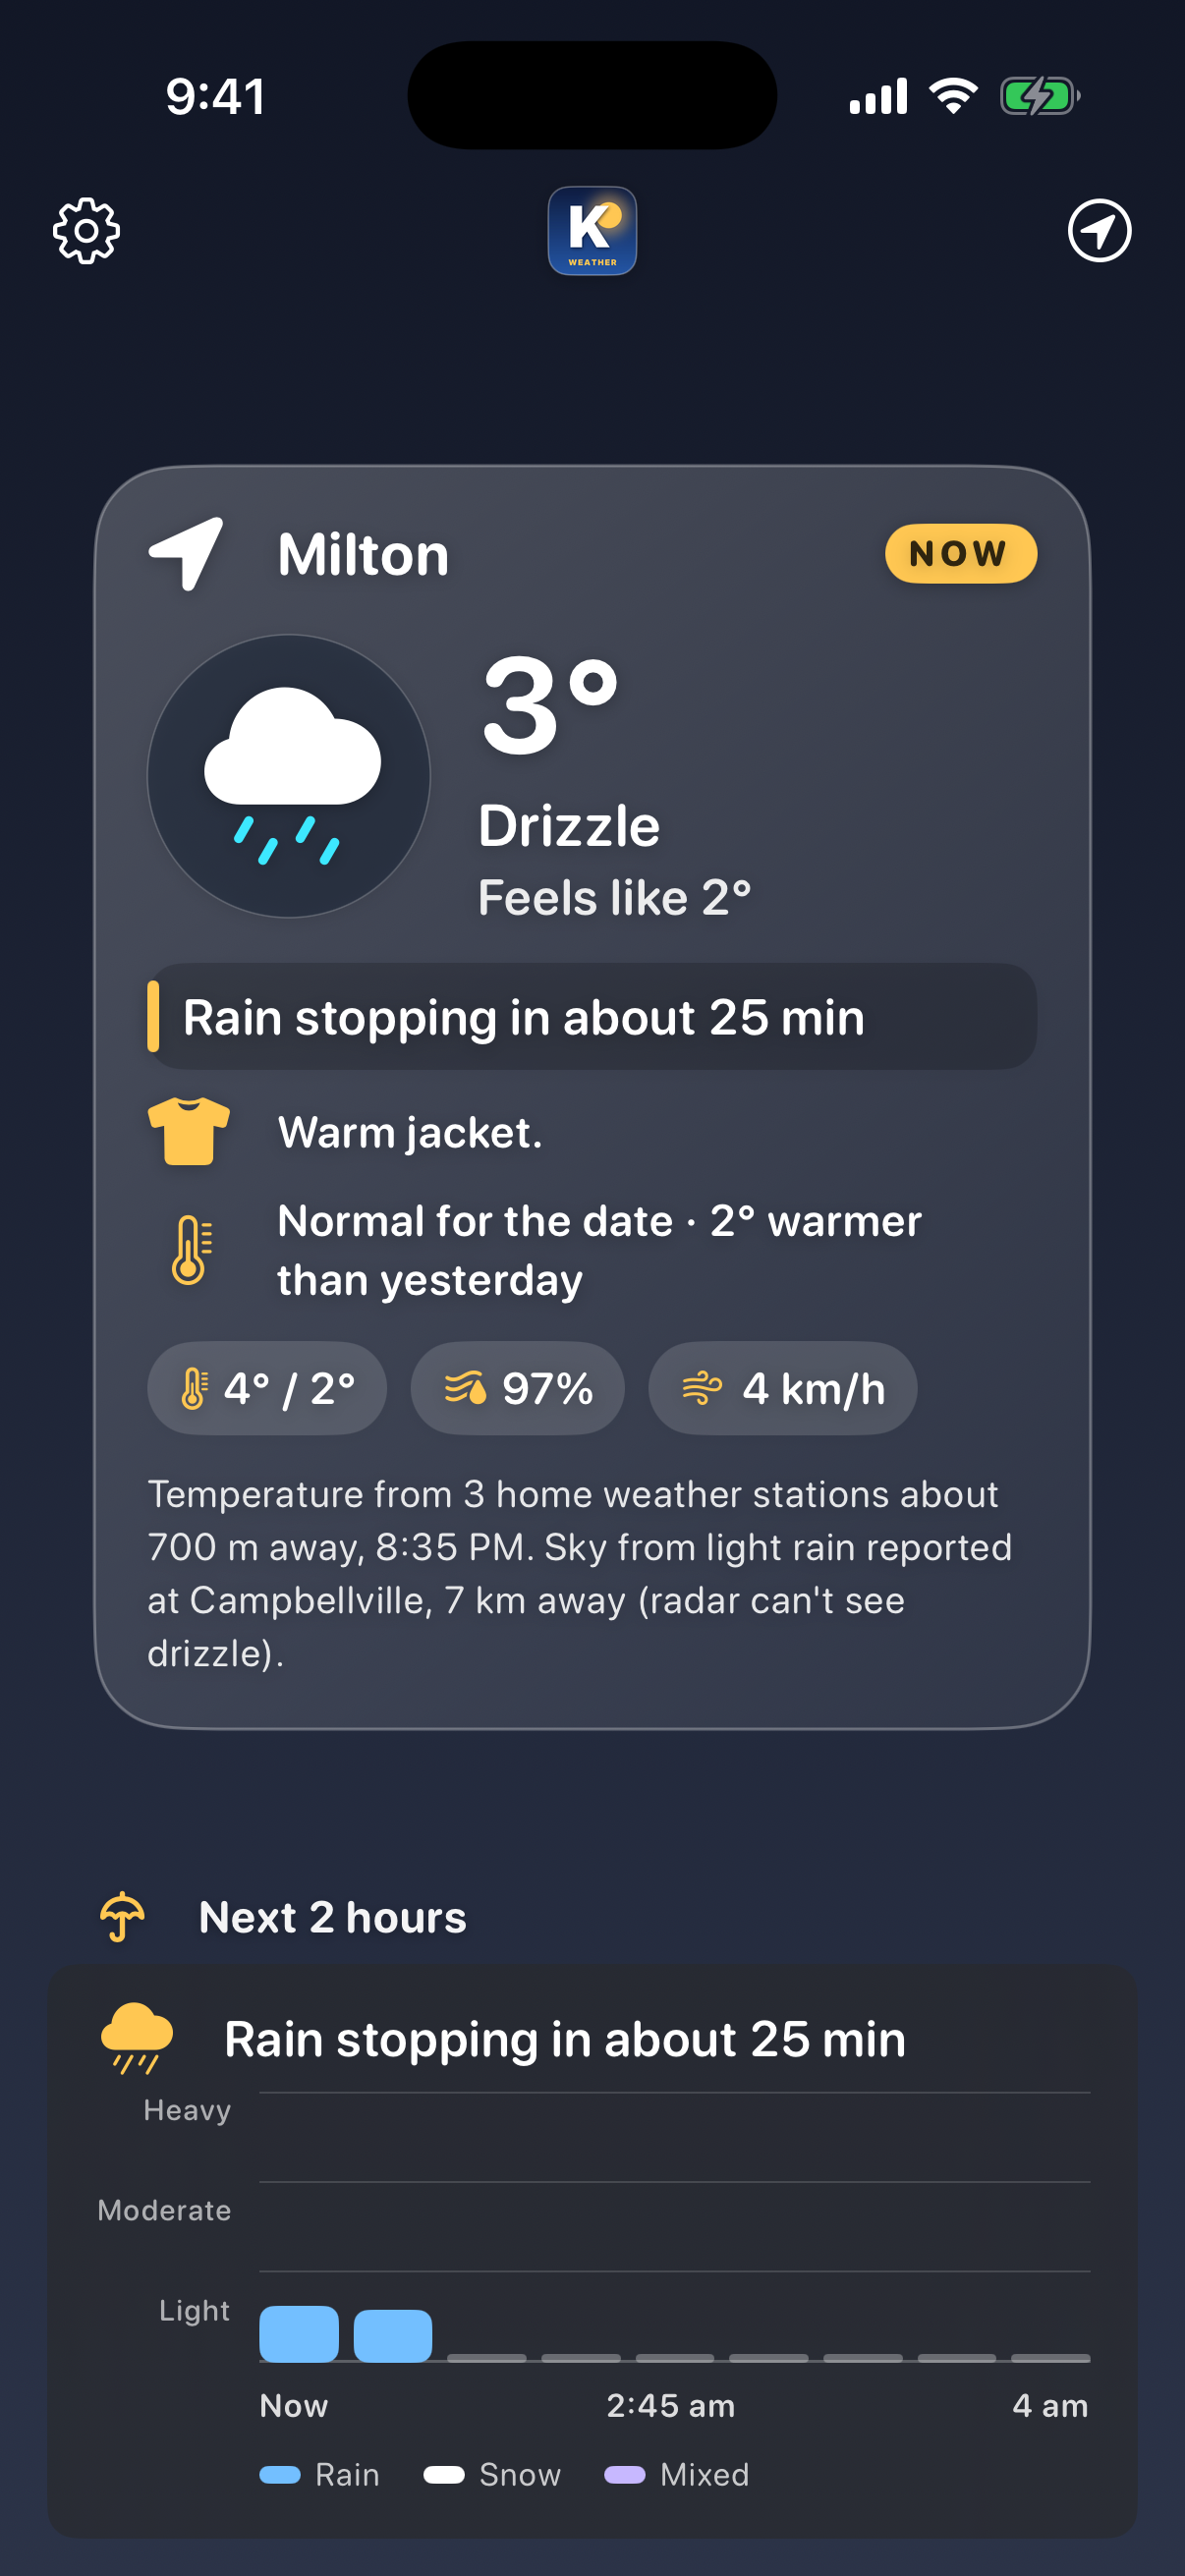 9:41
K
WEATHER
Milton
NOW
3°
Drizzle
Feels like 2°
Rain stopping in about 25 min
Warm jacket.
Normal for the date · 2° warmer
than yesterday
4° / 2°
97%
4 km/h
Temperature from 3 home weather stations about
700 m away, 8:35 PM. Sky from light rain reported
at Campbellville, 7 km away (radar can't see
drizzle).
Next 2 hours
Rain stopping in about 25 min
Heavy
Moderate
Light
Now
2:45 am
4 am
Rain
Snow
Mixed